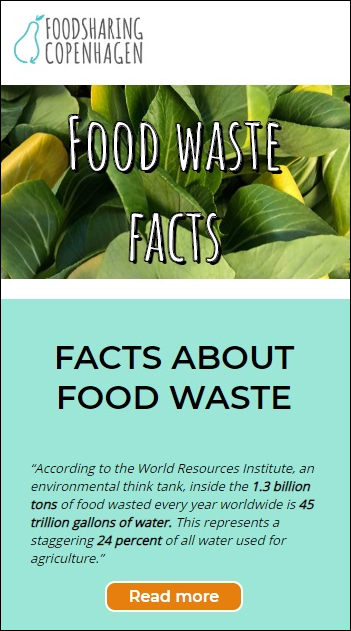 FOODSHARING
COPENHAGEN
FOOD WASTE
FACTS
FACTS ABOUT
FOOD WASTE
“According to the World Resources Institute, an
environmental think tank, inside the 1.3 billion
tons of food wasted every year worldwide is 45
trillion gallons of water. This represents a
staggering 24 percent of all water used for
agriculture.”
Read more